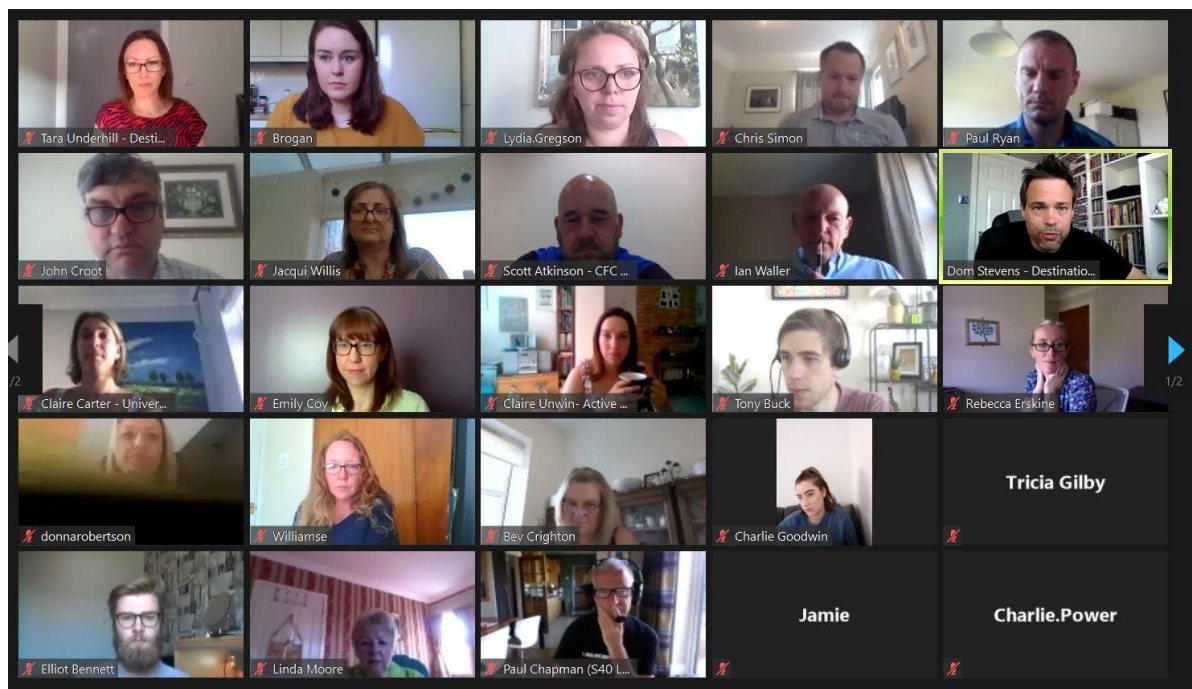 Tara Underhill - Desti...
Brogan
Lydia.Gregson
Chris Simon
Paul Ryan
John Croot
Jacqui Willis
Scott Atkinson - CFC ...
Ian Waller
Dom Stevens - Destinatio...
/2
Claire Carter - Univer...
Emily Coy
Claire Unwin- Active ...
Tony Buck
Rebecca Erskine
1/2
donnarobertson
Williamse
Bev Crighton
Charlie Goodwin
Tricia Gilby
Elliot Bennett
Linda Moore
Paul Chapman (S40 L...
Jamie
Charlie.Power